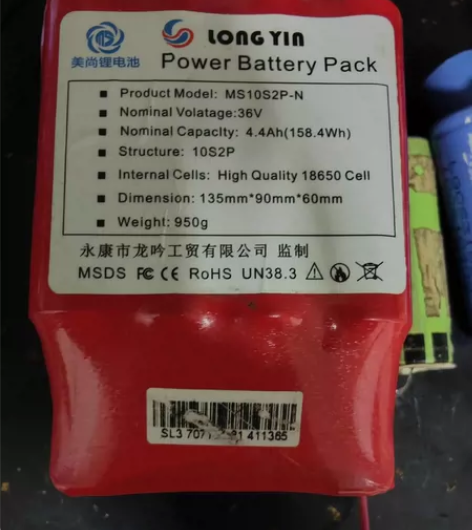 美尚锂电池
LONG YIN
Power Battery Pack
Product Model: MS10S2P-N
Nominal Volatage:36V
Nominal Capacity: 4.4Ah(158.4Wh)
Structure: 10S2P
Internal Cells: High Quality 18650 Cell
Dimension: 135mm*90mm*60mm
Weight: 950g
永康市龙吟工贸有限公司 监制
MSDS FC CE RoHS UN38.3
SL3 411365